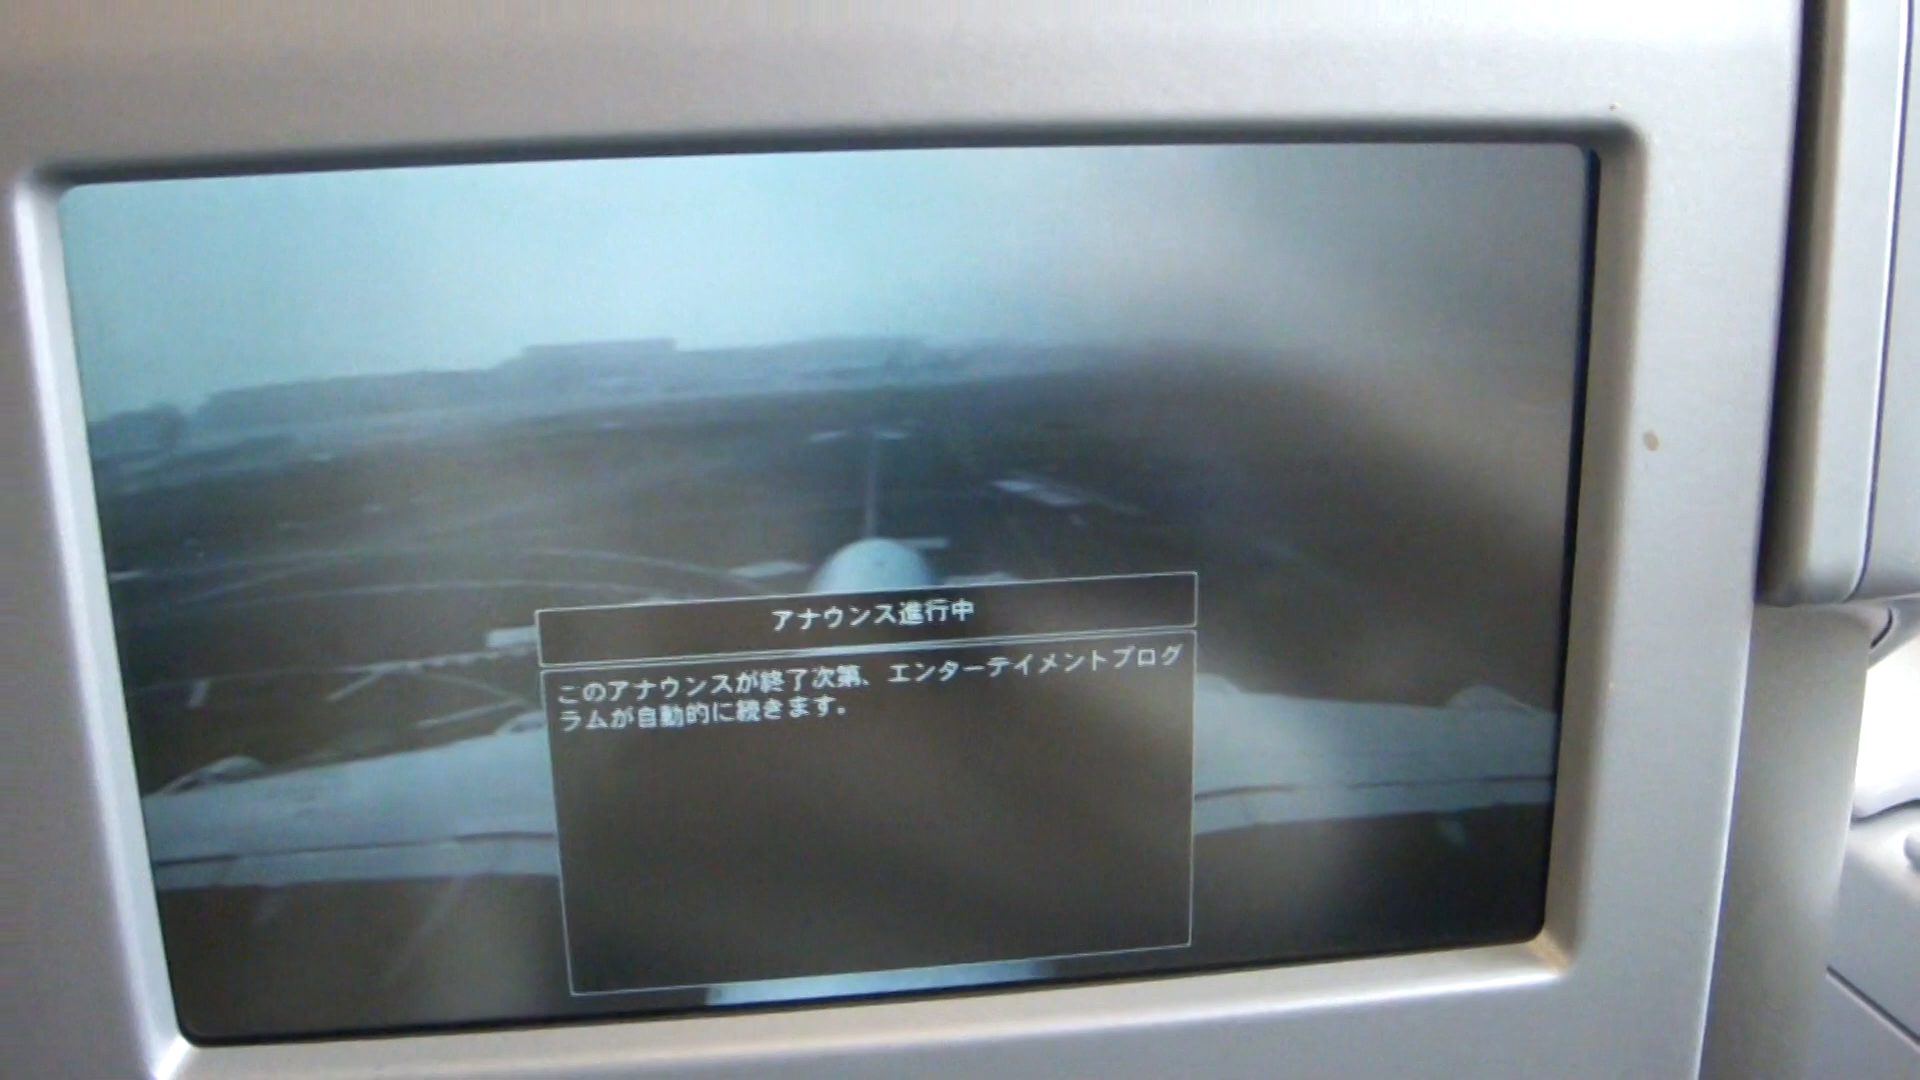 アナウンス進行中
このアナウンスが終了次第、エンターテイメントプログ
ラムが自動的に続きます。